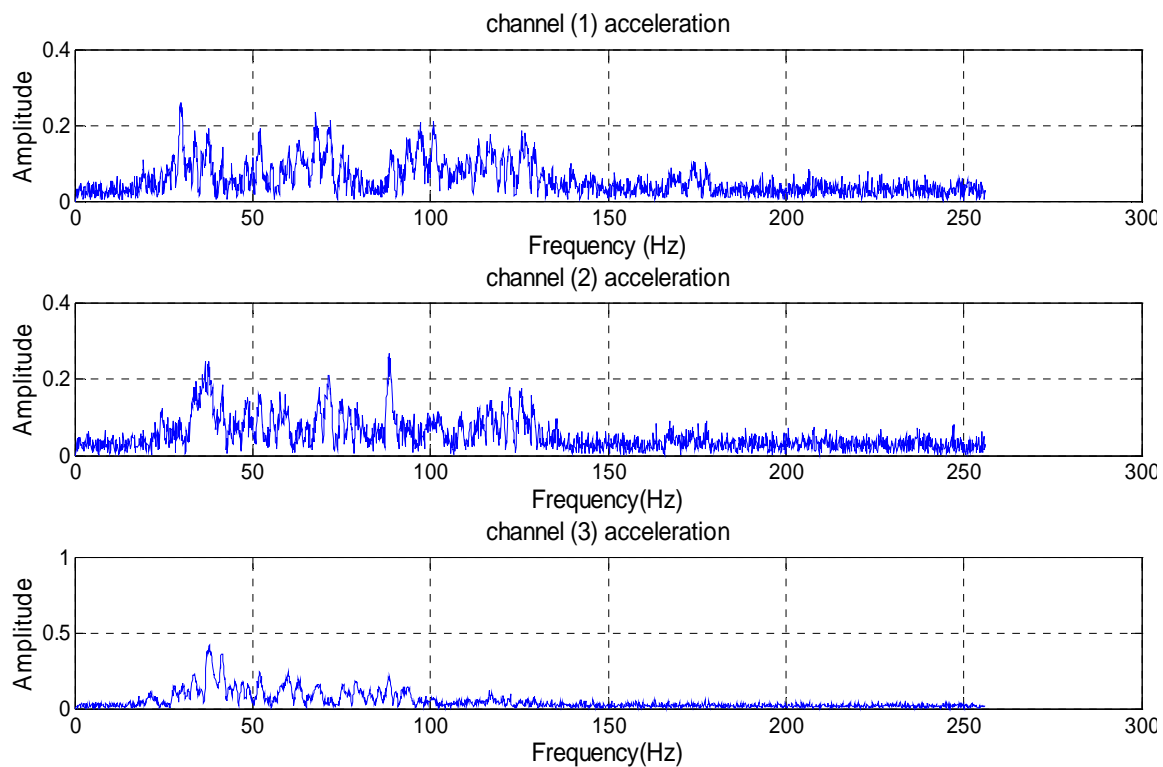 channel (1) acceleration
0.4
0.2
0
Amplitude
0 50 100 150 200 250 300
Frequency (Hz)
channel (2) acceleration
0.4
0.2
0
Amplitude
0 50 100 150 200 250 300
Frequency(Hz)
channel (3) acceleration
1
0.5
0
Amplitude
0 50 100 150 200 250 300
Frequency(Hz)